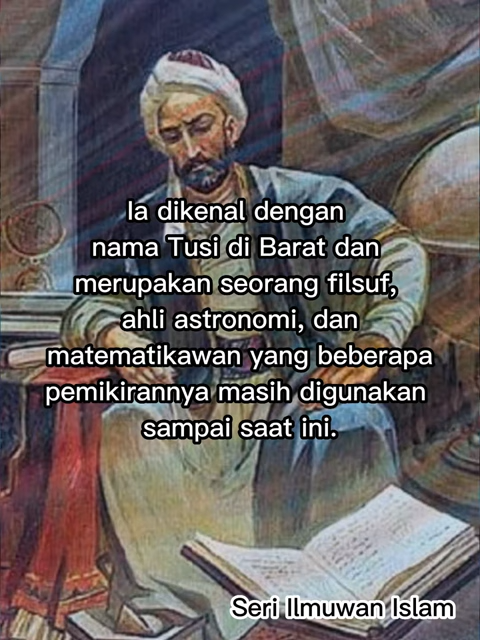 Ia dikenal dengan
nama Tusi di Barat dan
merupakan seorang filsuf,
ahli astronomi, dan
matematikawan yang beberapa
pemikirannya masih digunakan
sampai saat ini.
Seri Ilmuwan Islam